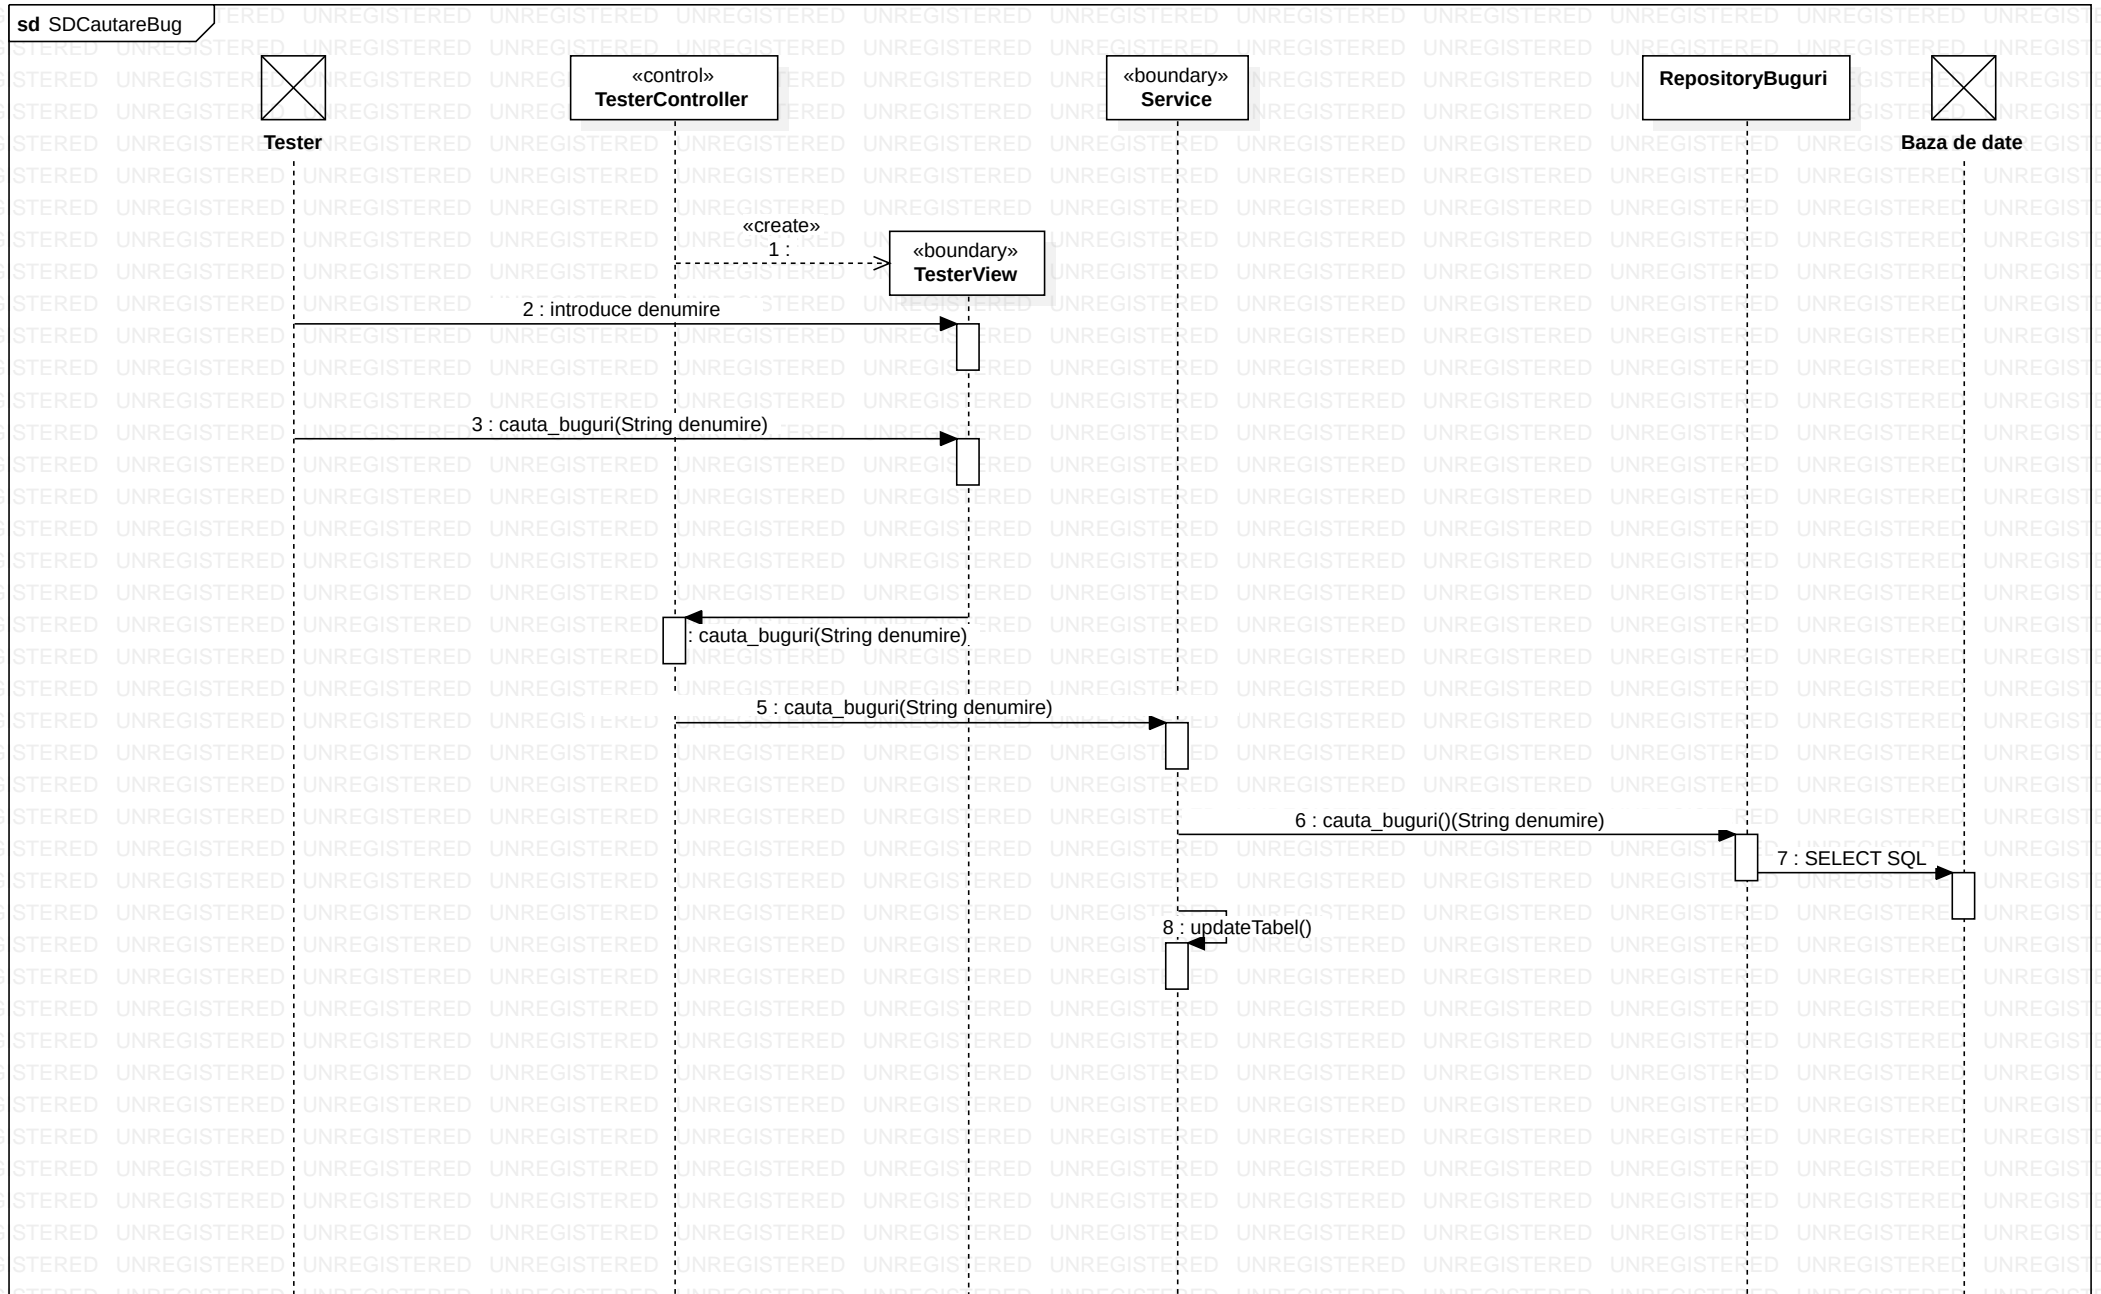 sd SDCautareBug
«control»
TesterController
«boundary»
Service
RepositoryBuguri
Tester
Baza de date
«create»
1 :
«boundary»
TesterView
2 : introduce denumire
3 : cauta_buguri(String denumire)
: cauta_buguri(String denumire)
5 : cauta_buguri(String denumire)
6 : cauta_buguri()(String denumire)
7 : SELECT SQL
8 : updateTabel()
UNREGISTERED